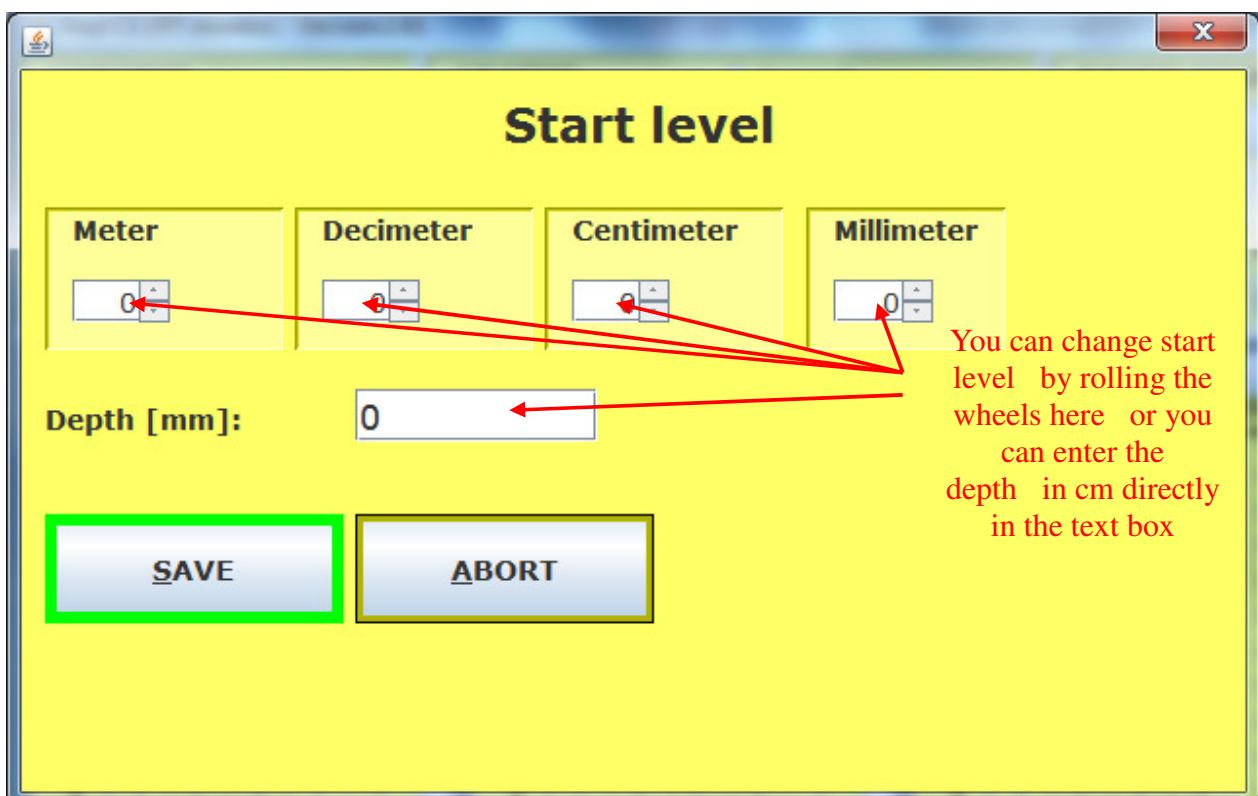 Start level
Meter Decimeter Centimeter Millimeter
0 0 0 0
You can change start
level by rolling the
wheels here or you
can enter the
depth in cm directly
in the text box
Depth [mm]: 0
SAVE ABORT